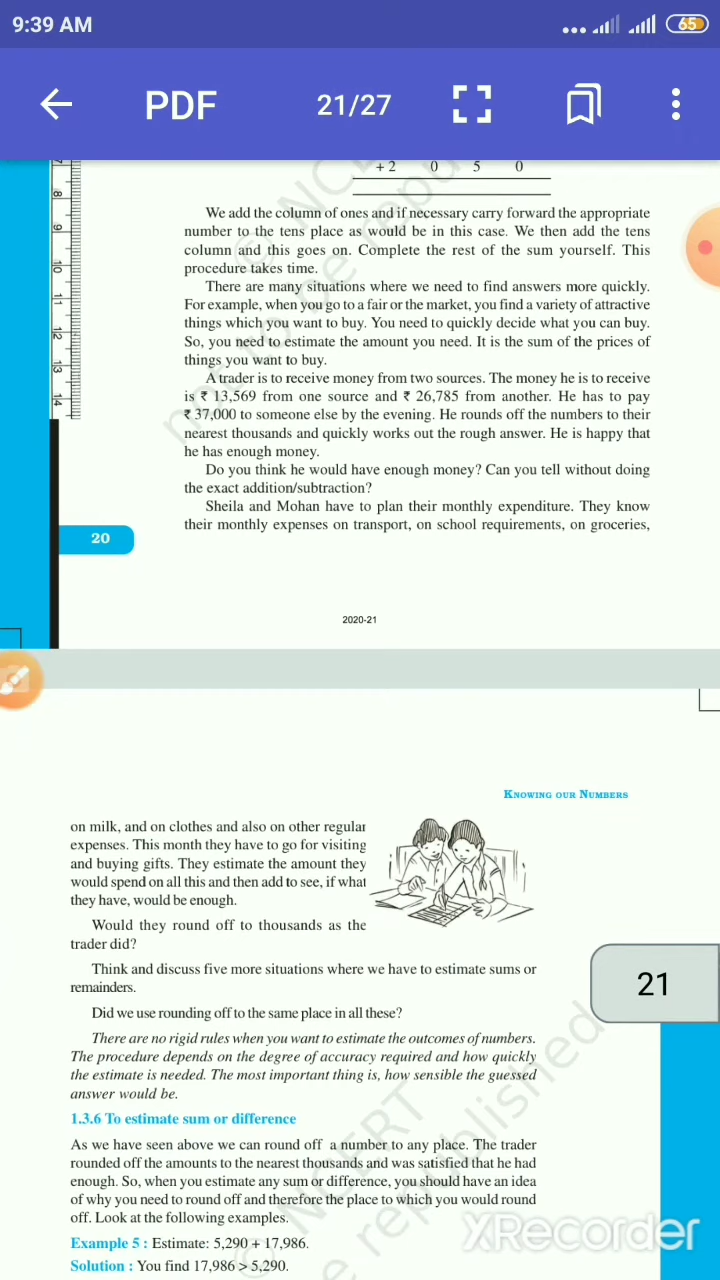 9:39 AM
65
PDF
21/27
+ 2 0 5 0
7
8
9
10
11
12
13
14
We add the column of ones and if necessary carry forward the appropriate
number to the tens place as would be in this case. We then add the tens
column and this goes on. Complete the rest of the sum yourself. This
procedure takes time.
There are many situations where we need to find answers more quickly.
For example, when you go to a fair or the market, you find a variety of attractive
things which you want to buy. You need to quickly decide what you can buy.
So, you need to estimate the amount you need. It is the sum of the prices of
things you want to buy.
A trader is to receive money from two sources. The money he is to receive
is ₹ 13,569 from one source and ₹ 26,785 from another. He has to pay
₹ 37,000 to someone else by the evening. He rounds off the numbers to their
nearest thousands and quickly works out the rough answer. He is happy that
he has enough money.
Do you think he would have enough money? Can you tell without doing
the exact addition/subtraction?
Sheila and Mohan have to plan their monthly expenditure. They know
their monthly expenses on transport, on school requirements, on groceries,
20
2020-21
KNOWING OUR NUMBERS
on milk, and on clothes and also on other regular
expenses. This month they have to go for visiting
and buying gifts. They estimate the amount they
would spend on all this and then add to see, if what
they have, would be enough.
Would they round off to thousands as the
trader did?
Think and discuss five more situations where we have to estimate sums or
remainders.
21
Did we use rounding off to the same place in all these?
There are no rigid rules when you want to estimate the outcomes of numbers.
The procedure depends on the degree of accuracy required and how quickly
the estimate is needed. The most important thing is, how sensible the guessed
answer would be.
1.3.6 To estimate sum or difference
As we have seen above we can round off a number to any place. The trader
rounded off the amounts to the nearest thousands and was satisfied that he had
enough. So, when you estimate any sum or difference, you should have an idea
of why you need to round off and therefore the place to which you would round
off. Look at the following examples.
Example 5 : Estimate: 5,290 + 17,986.
Solution : You find 17,986 > 5,290.
© NCERT
not to be republished
XRecorder